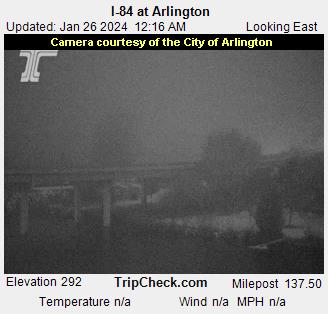 I-84 at Arlington
Updated: Jan 26 2024 12:16 AM Looking East
Camera courtesy of the City of Arlington
Elevation 292 TripCheck.com Milepost 137.50
Temperature n/a Wind n/a MPH n/a